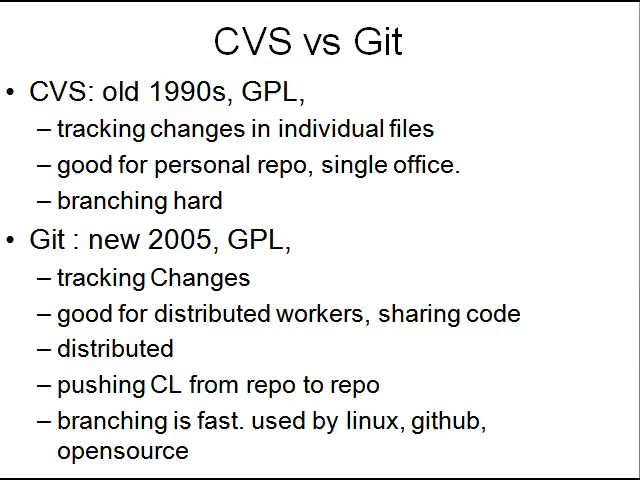 CVS vs Git
• CVS: old 1990s, GPL,
– tracking changes in individual files
– good for personal repo, single office.
– branching hard
• Git : new 2005, GPL,
– tracking Changes
– good for distributed workers, sharing code
– distributed
– pushing CL from repo to repo
– branching is fast. used by linux, github,
opensource